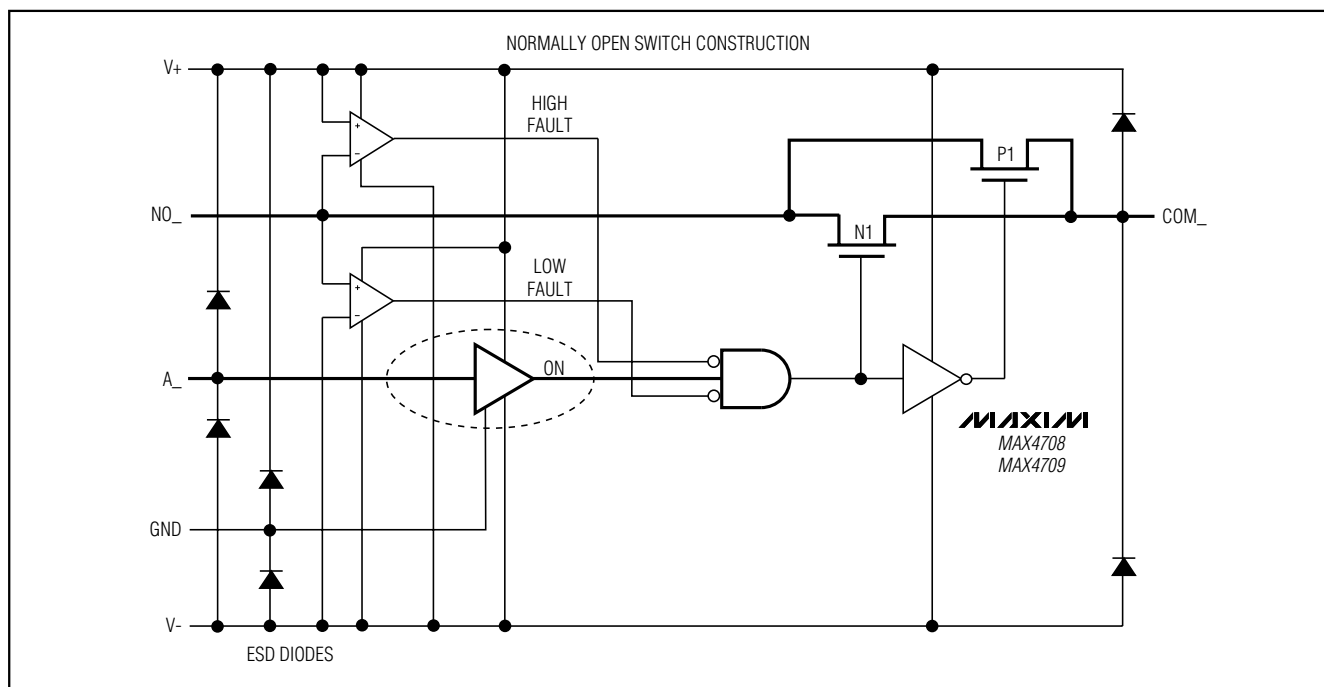 NORMALLY OPEN SWITCH CONSTRUCTION
V+
HIGH
FAULT
+
-
P1
NO_
COM_
N1
LOW
FAULT
+
-
ON
A_
MAXIM
MAX4708
MAX4709
GND
V-
ESD DIODES